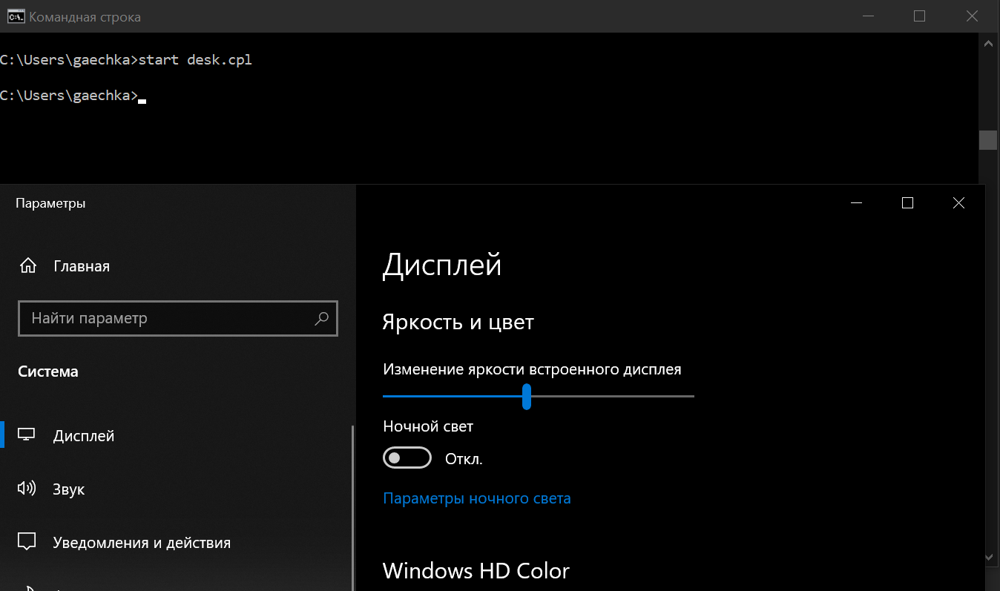 Командная строка
C:\Users\gaechka>start desk.cpl
C:\Users\gaechka>
Параметры
Главная
Найти параметр
Система
Дисплей
Звук
Уведомления и действия
Дисплей
Яркость и цвет
Изменение яркости встроенного дисплея
Ночной свет
Откл.
Параметры ночного света
Windows HD Color